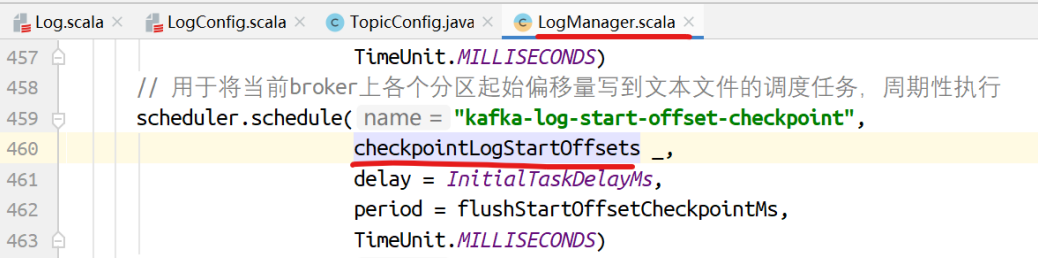 Log.scala LogConfig.scala TopicConfig.java LogManager.scala
457 TimeUnit.MILLISECONDS)
458 // 用于将当前broker上各个分区起始偏移量写到文本文件的调度任务，周期性执行
459 scheduler.schedule( name = "kafka-log-start-offset-checkpoint",
460 checkpointLogStartOffsets _,
461 delay = InitialTaskDelayMs,
462 period = flushStartOffsetCheckpointMs,
463 TimeUnit.MILLISECONDS)